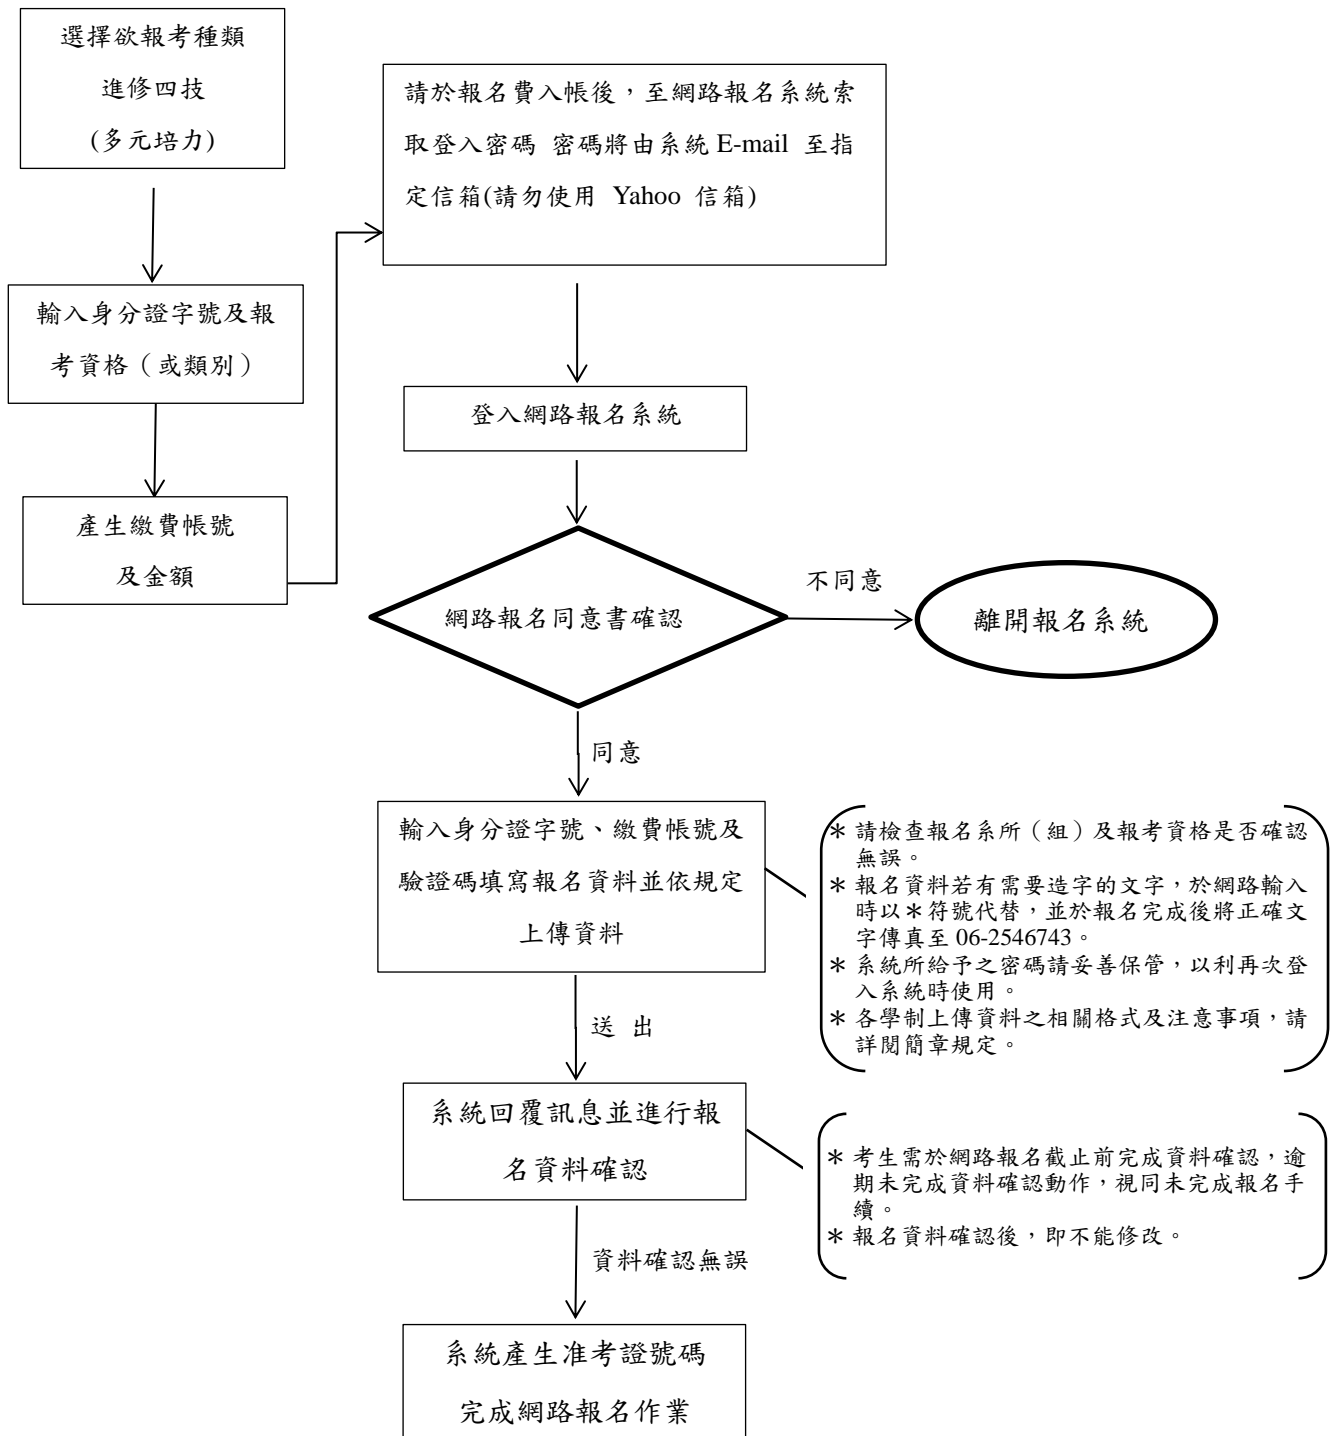 選擇欲報考種類
進修四技
(多元培力)
輸入身分證字號及報
考資格（或類別）
產生繳費帳號
及金額
請於報名費入帳後，至網路報名系統索
取登入密碼 密碼將由系統 E-mail 至指
定信箱(請勿使用 Yahoo 信箱)
登入網路報名系統
網路報名同意書確認
不同意
離開報名系統
同意
輸入身分證字號、繳費帳號及
驗證碼填寫報名資料並依規定
上傳資料
＊請檢查報名系所（組）及報考資格是否確認
無誤。
＊報名資料若有需要造字的文字，於網路輸入
時以＊符號代替，並於報名完成後將正確文
字傳真至 06-2546743。
＊系統所給予之密碼請妥善保管，以利再次登
入系統時使用。
＊各學制上傳資料之相關格式及注意事項，請
詳閱簡章規定。
送 出
系統回覆訊息並進行報
名資料確認
＊考生需於網路報名截止前完成資料確認，逾
期未完成資料確認動作，視同未完成報名手
續。
＊報名資料確認後，即不能修改。
資料確認無誤
系統產生准考證號碼
完成網路報名作業